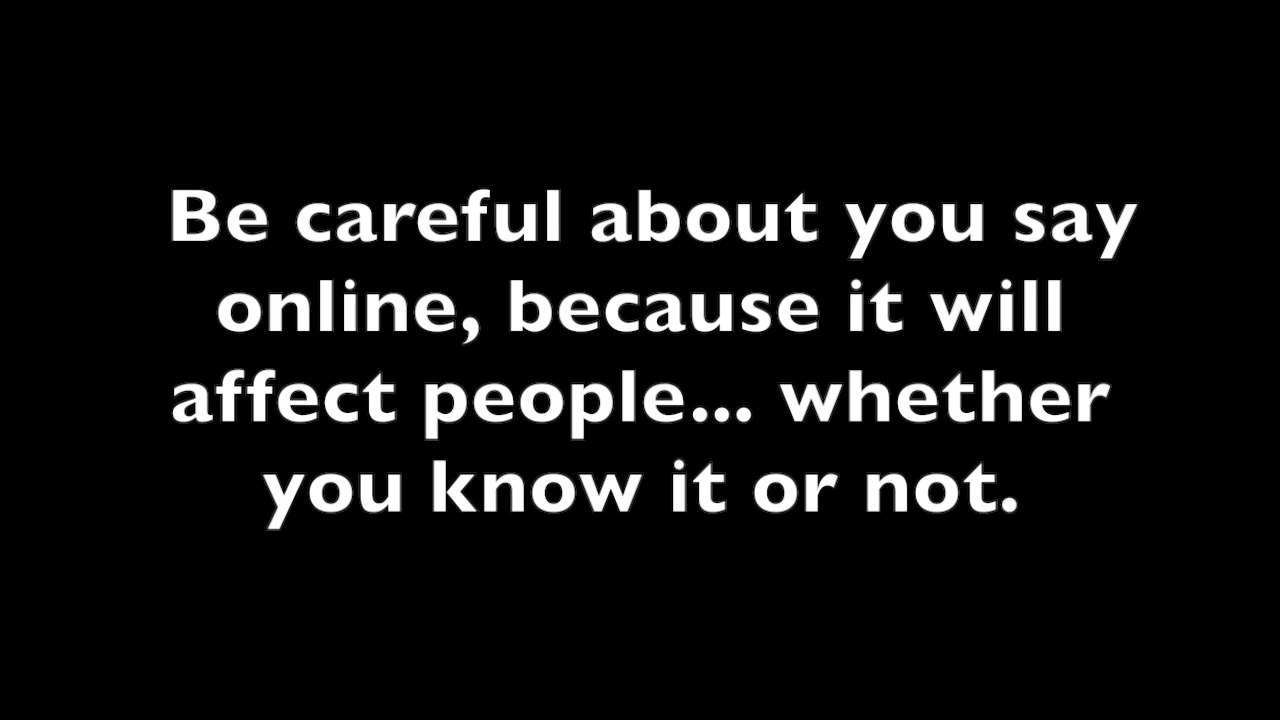 Be careful about you say
online, because it will
affect people... whether
you know it or not.